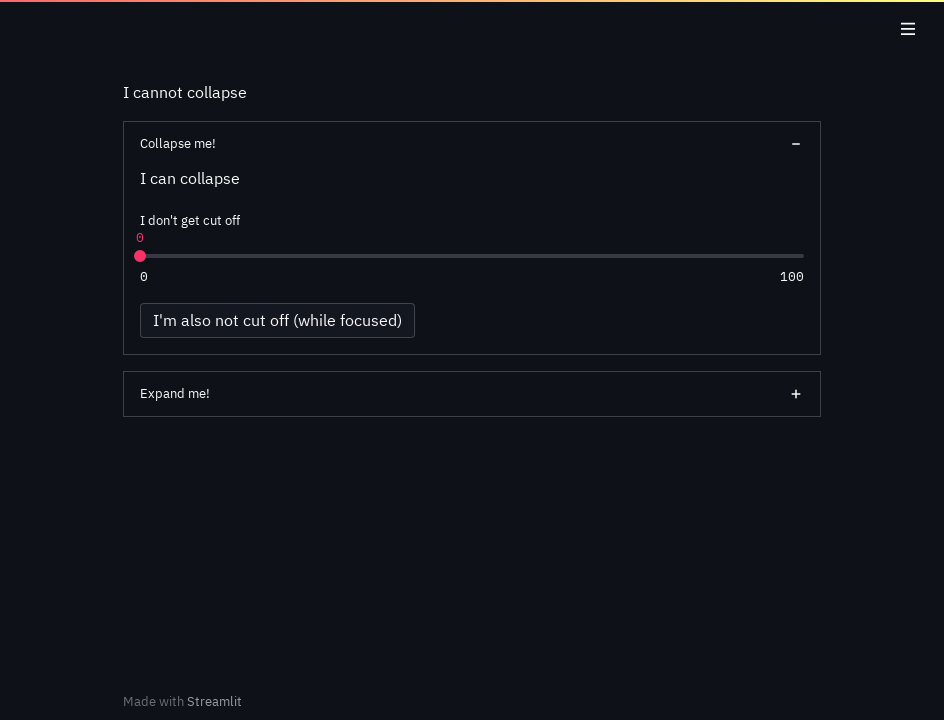 I cannot collapse
Collapse me!
I can collapse
I don't get cut off
0
0 100
I'm also not cut off (while focused)
Expand me!
Made with Streamlit